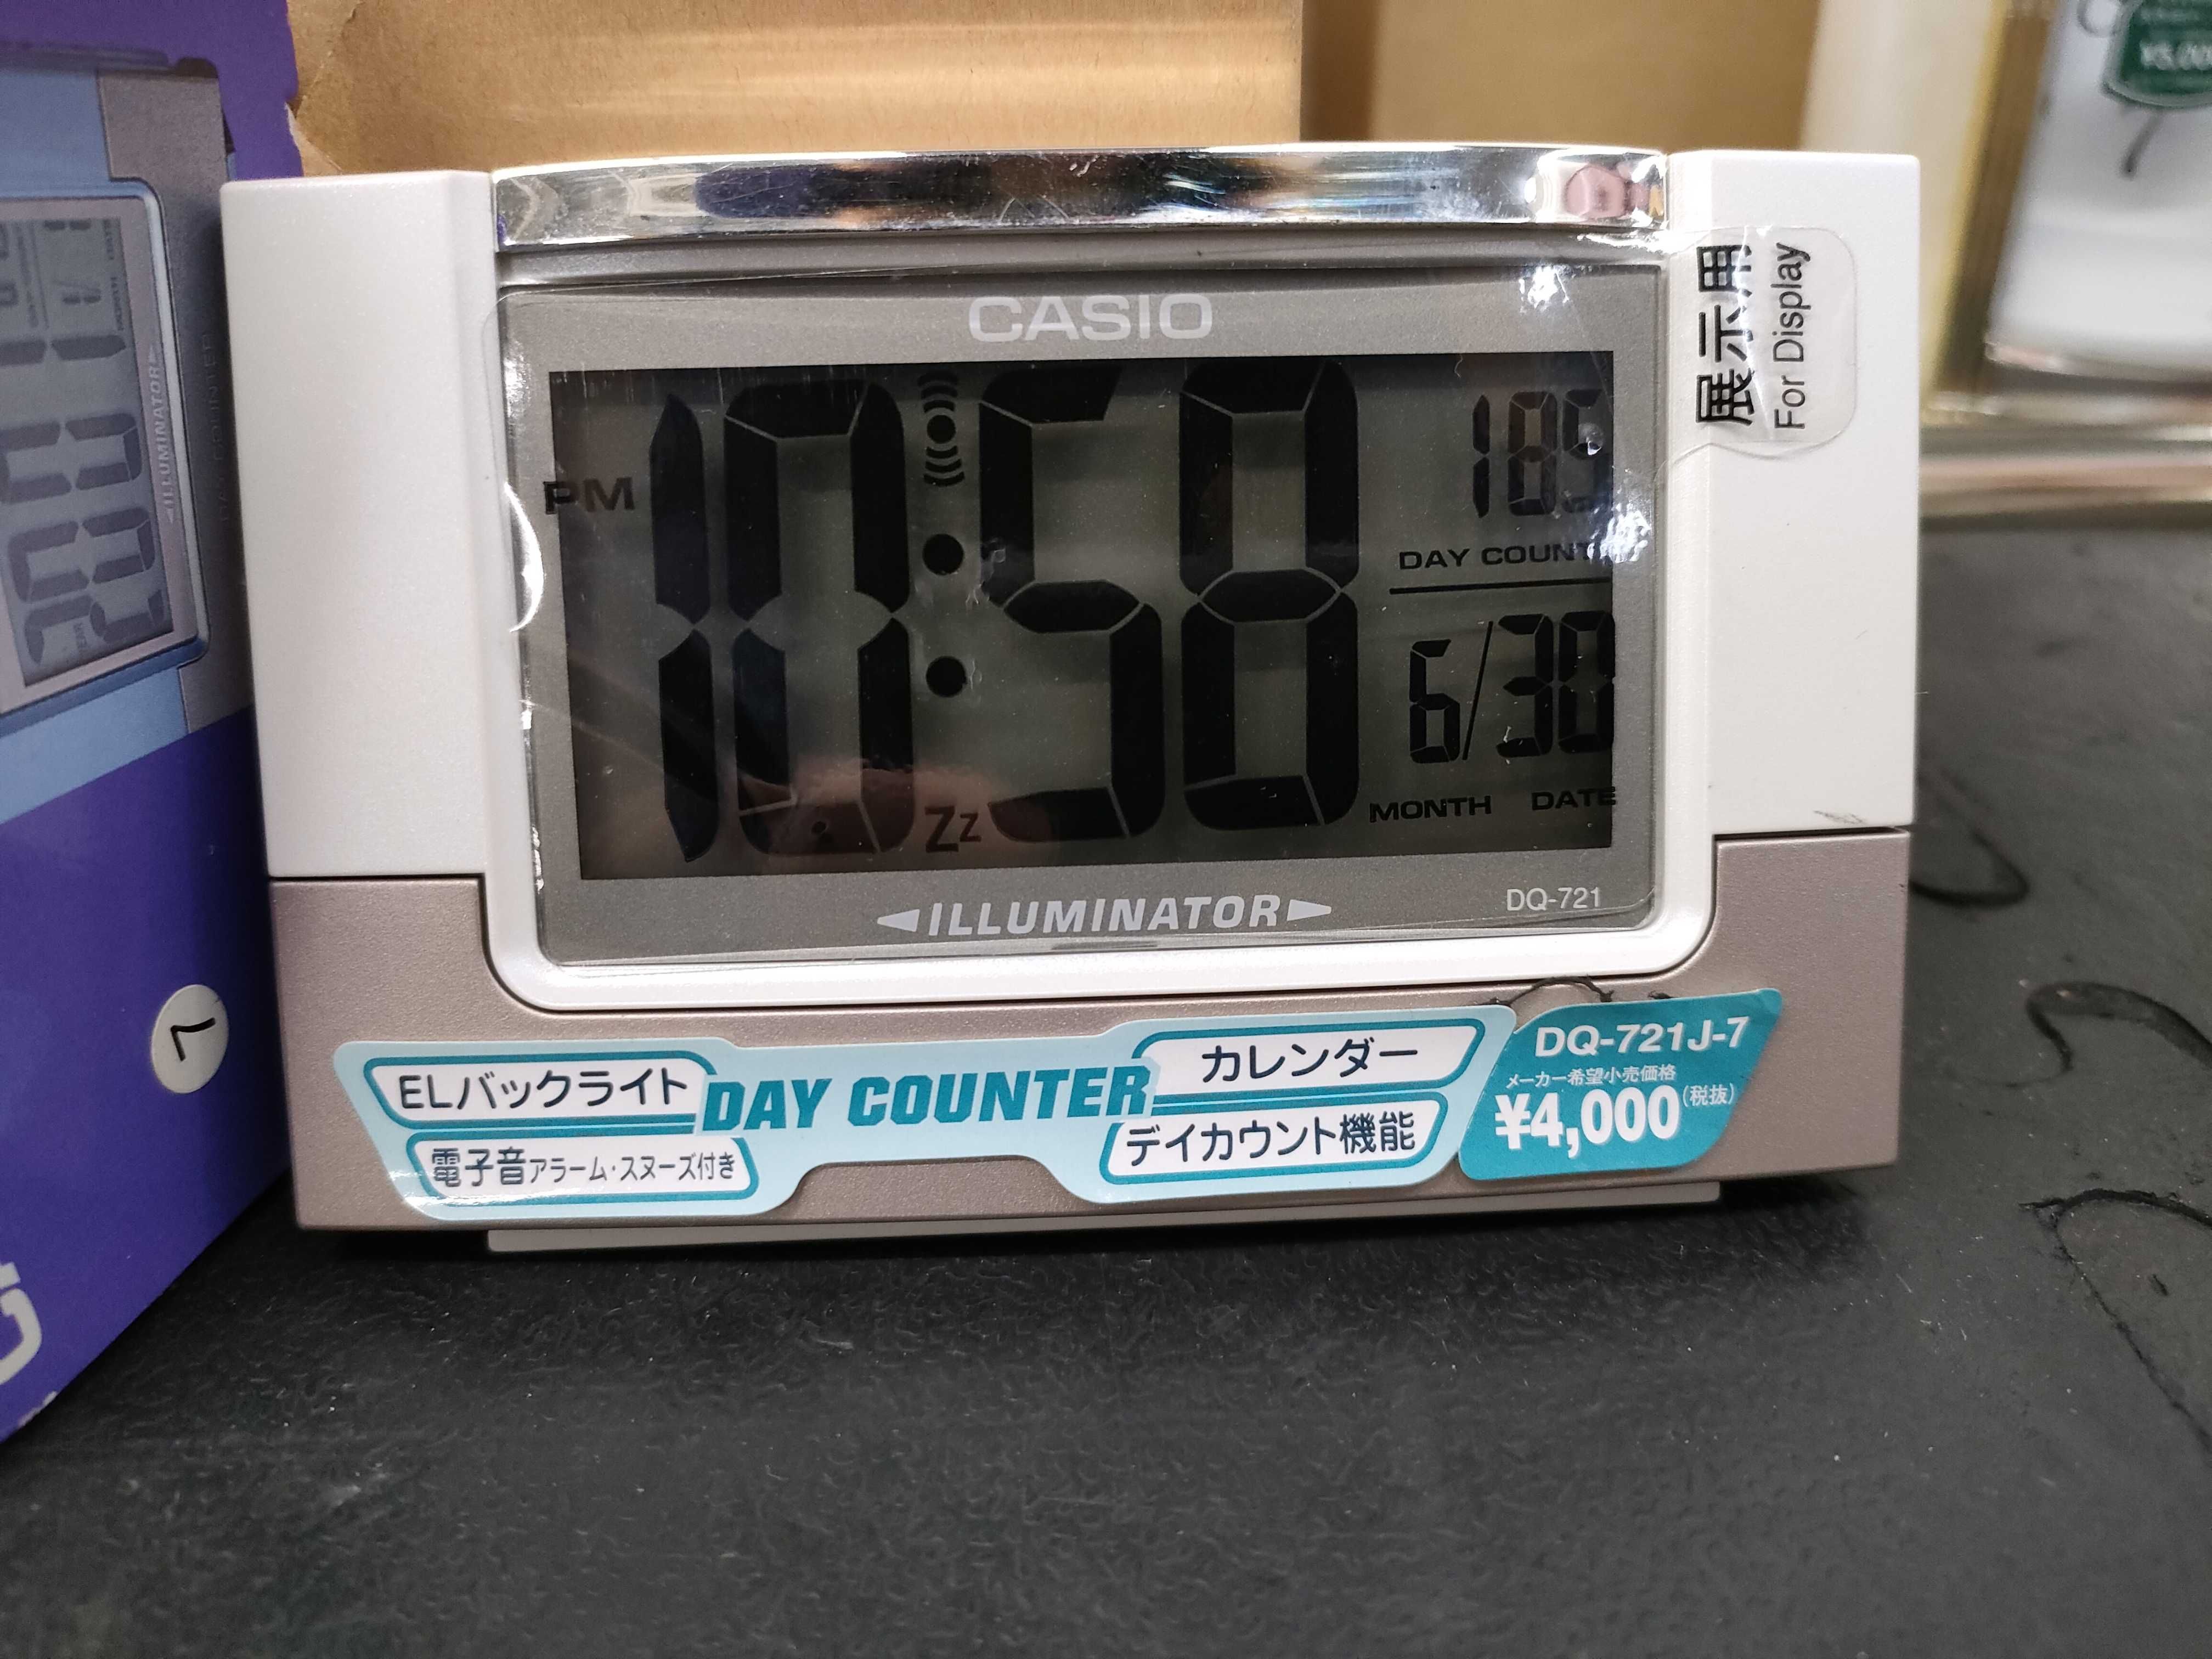 CASIO
PM 10:58
185
DAY COUNT
6/30
MONTH DATE
Zz
ILLUMINATOR
DQ-721
展示用
For Display
ELバックライト
電子音アラーム・スヌーズ付き
DAY COUNTER
カレンダー
デイカウント機能
DQ-721J-7
メーカー希望小売価格
¥4,000(税抜)
ILLUMINATOR